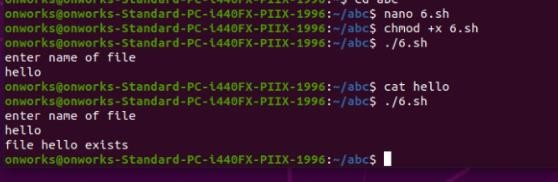 onworks@onworks-Standard-PC-i440FX-PIIX-1996:~/abc$ nano 6.sh
onworks@onworks-Standard-PC-i440FX-PIIX-1996:~/abc$ chmod +x 6.sh
onworks@onworks-Standard-PC-i440FX-PIIX-1996:~/abc$ ./6.sh
enter name of file
hello
onworks@onworks-Standard-PC-i440FX-PIIX-1996:~/abc$ cat hello
onworks@onworks-Standard-PC-i440FX-PIIX-1996:~/abc$ ./6.sh
enter name of file
hello
file hello exists
onworks@onworks-Standard-PC-i440FX-PIIX-1996:~/abc$